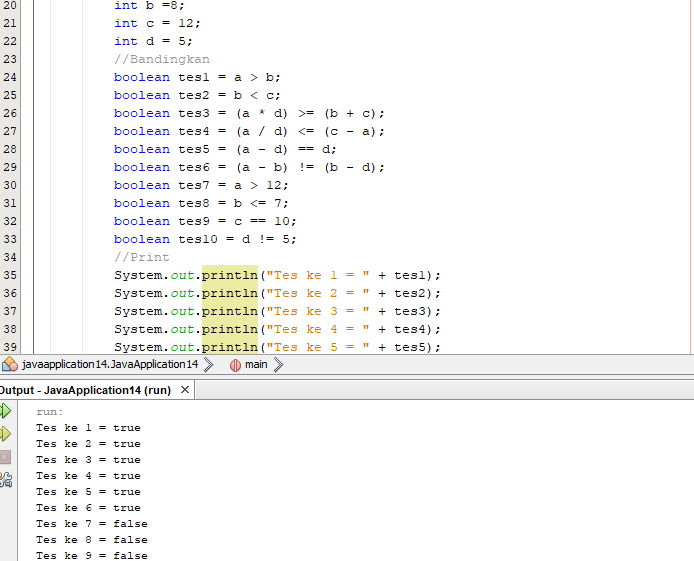 20 int b =8;
21 int c = 12;
22 int d = 5;
23 //Bandingkan
24 boolean tes1 = a > b;
25 boolean tes2 = b < c;
26 boolean tes3 = (a * d) >= (b + c);
27 boolean tes4 = (a / d) <= (c - a);
28 boolean tes5 = (a - d) == d;
29 boolean tes6 = (a - b) != (b - d);
30 boolean tes7 = a > 12;
31 boolean tes8 = b <= 7;
32 boolean tes9 = c == 10;
33 boolean tes10 = d != 5;
34 //Print
35 System.out.println("Tes ke 1 = " + tes1);
36 System.out.println("Tes ke 2 = " + tes2);
37 System.out.println("Tes ke 3 = " + tes3);
38 System.out.println("Tes ke 4 = " + tes4);
39 System.out.println("Tes ke 5 = " + tes5);
javaapplication14.JavaApplication14 main
Output - JavaApplication14 (run) ×
run:
Tes ke 1 = true
Tes ke 2 = true
Tes ke 3 = true
Tes ke 4 = true
Tes ke 5 = true
Tes ke 6 = true
Tes ke 7 = false
Tes ke 8 = false
Tes ke 9 = false